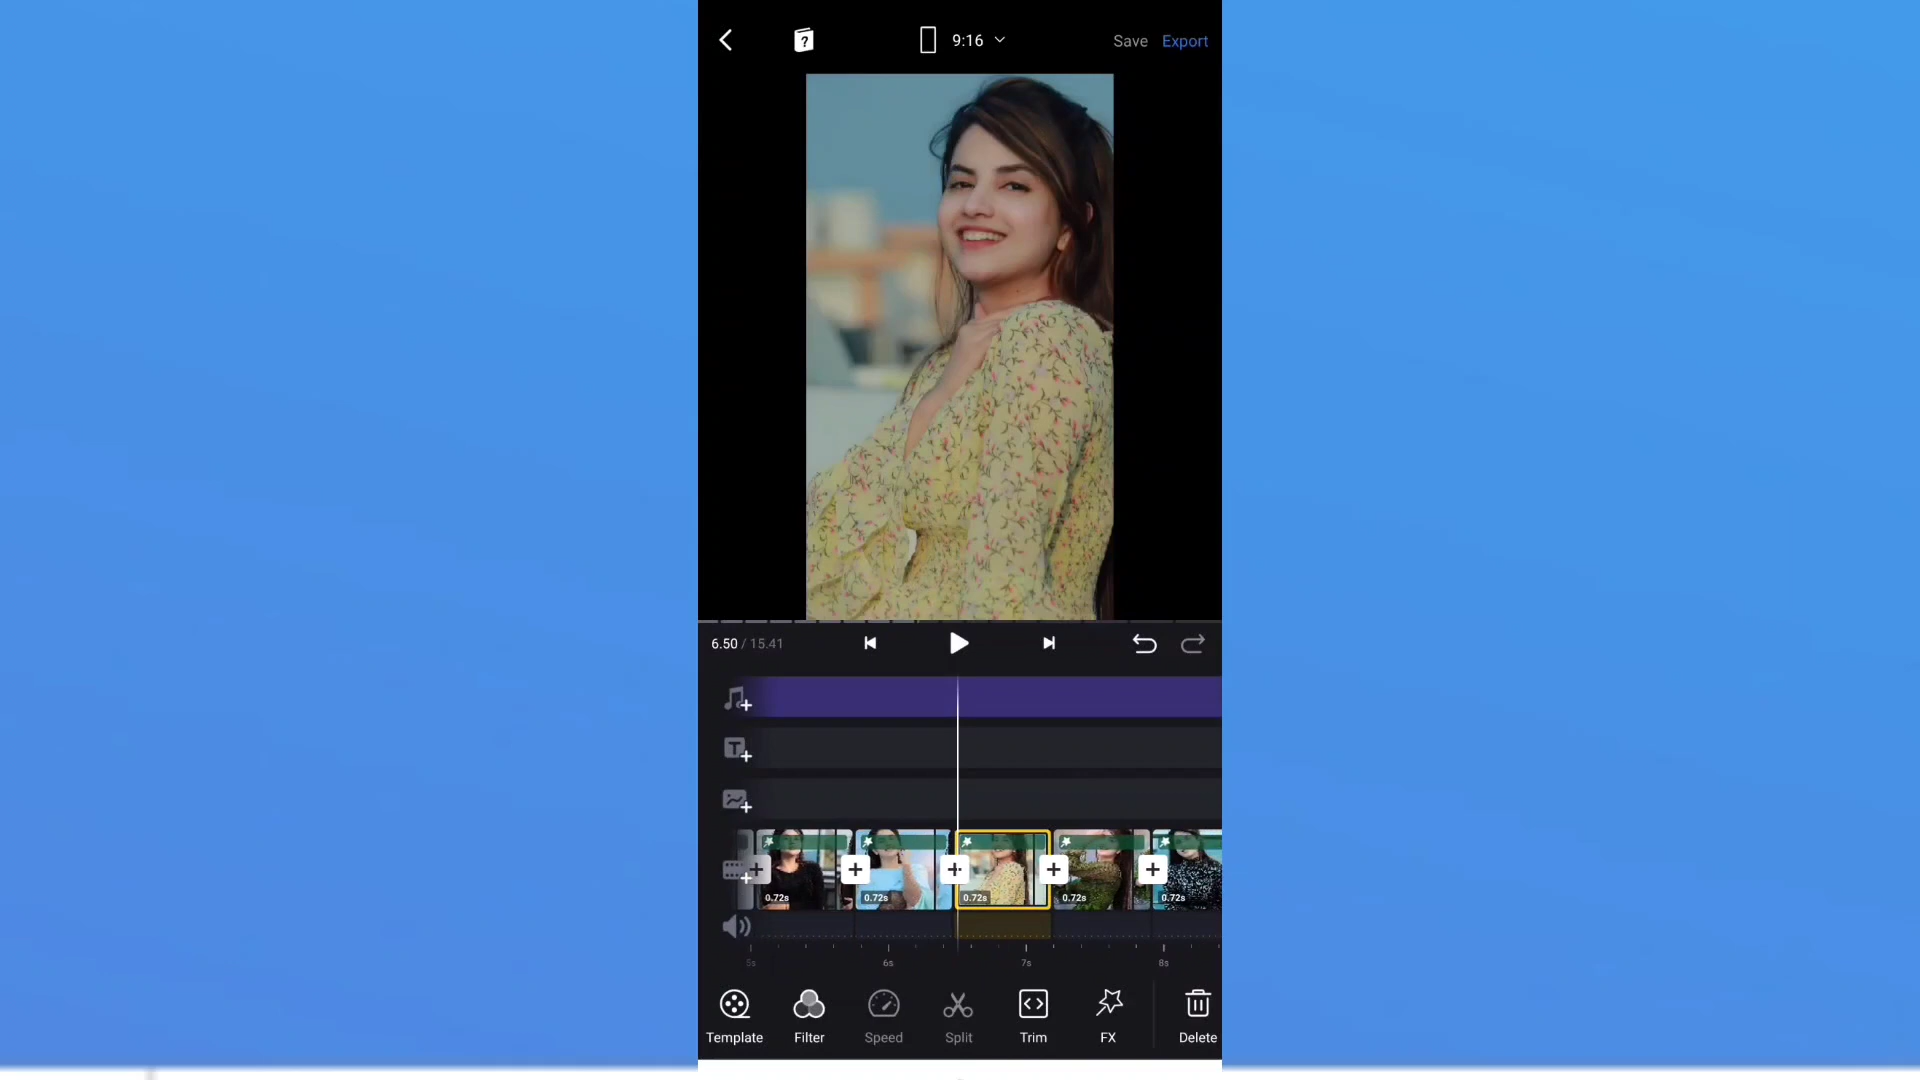 9:16
Save Export
6.50 / 15.41
0.72s 0.72s 0.72s 0.72s 0.72s
5s 6s 7s 8s
Template Filter Speed Split Trim FX Delete